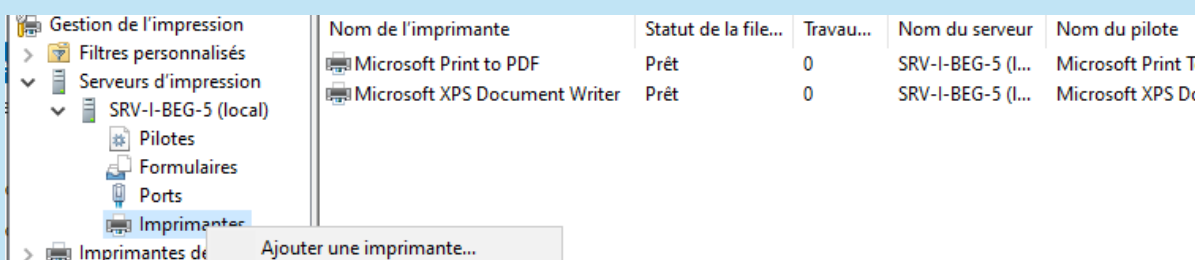 Gestion de l'impression
Filtres personnalisés
Serveurs d'impression
SRV-I-BEG-5 (local)
Pilotes
Formulaires
Ports
Imprimantes
Imprimantes de
Ajouter une imprimante...
Nom de l'imprimante Statut de la file... Travau... Nom du serveur Nom du pilote
Microsoft Print to PDF Prêt 0 SRV-I-BEG-5 (l... Microsoft Print T
Microsoft XPS Document Writer Prêt 0 SRV-I-BEG-5 (l... Microsoft XPS Do